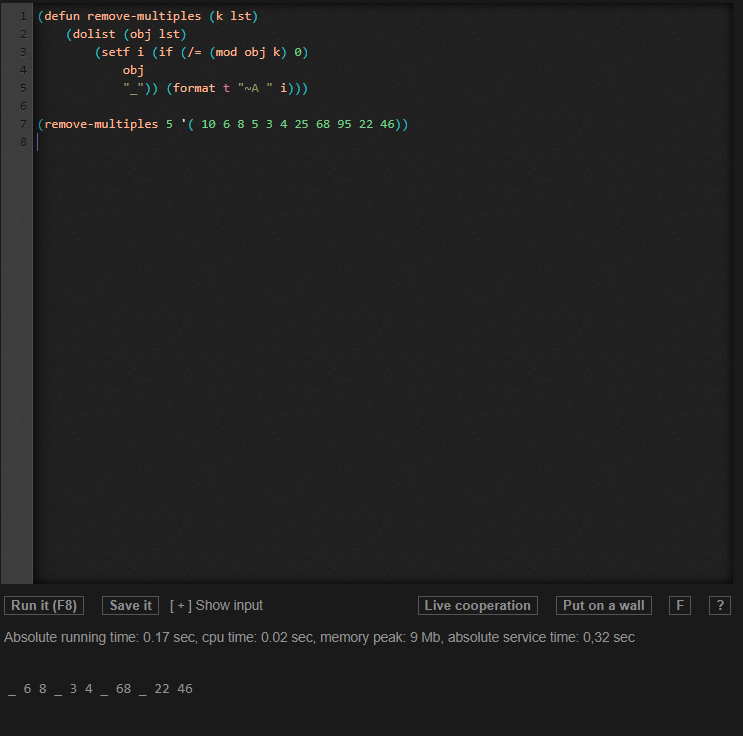 1 (defun remove-multiples (k lst)
2 (dolist (obj lst)
3 (setf i (if (/= (mod obj k) 0)
4 obj
5 "_")) (format t "~A " i)))
6
7 (remove-multiples 5 '( 10 6 8 5 3 4 25 68 95 22 46))
8
Run it (F8) Save it [ + ] Show input Live cooperation Put on a wall F ?
Absolute running time: 0.17 sec, cpu time: 0.02 sec, memory peak: 9 Mb, absolute service time: 0,32 sec
_ 6 8 _ 3 4 _ 68 _ 22 46